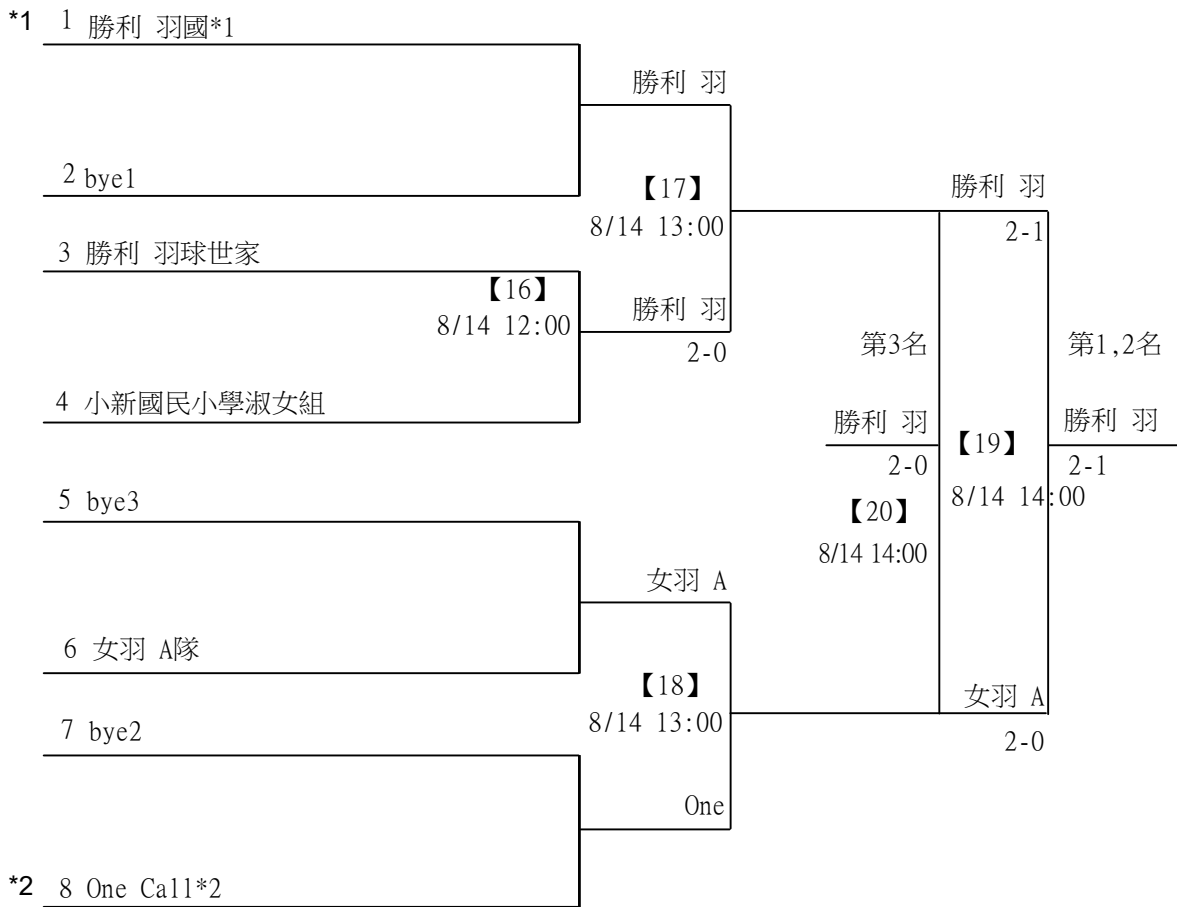 *1 1 勝利 羽國*1
勝利 羽
2 bye1
【17】
勝利 羽
8/14 13:00
2-1
3 勝利 羽球世家
【16】
勝利 羽
8/14 12:00
2-0
第3名
第1,2名
4 小新國民小學淑女組
勝利 羽
【19】
勝利 羽
2-0
2-1
5 bye3
【20】
8/14 14:00
8/14 14:00
女羽 A
6 女羽 A隊
【18】
女羽 A
7 bye2
8/14 13:00
2-0
One
*2 8 One Call*2